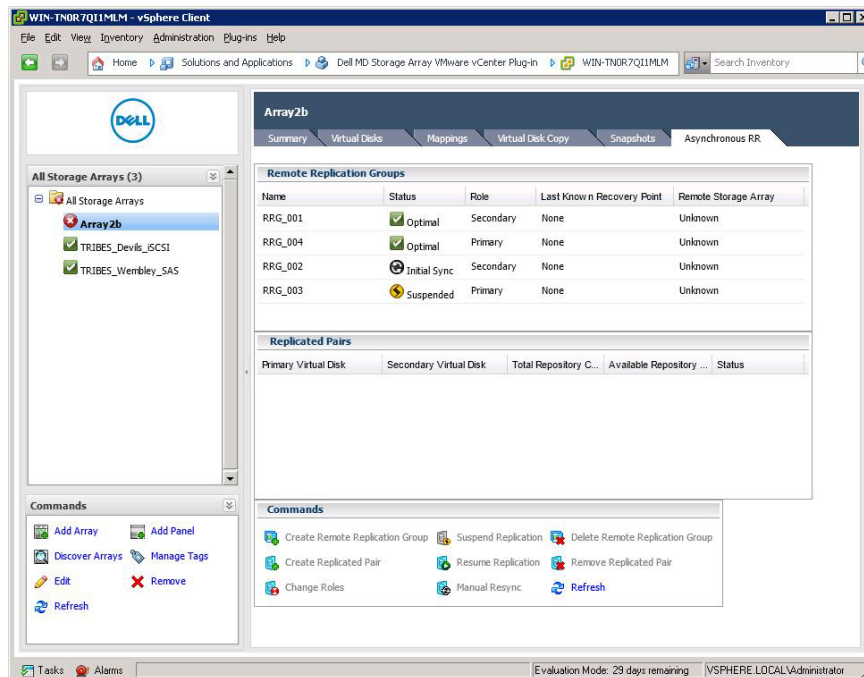 WIN-TN0R7QI1MLM - vSphere Client
File Edit View Inventory Administration Plug-ins Help
Home Solutions and Applications Dell MD Storage Array VMware vCenter Plug-in WIN-TN0R7QI1MLM Search Inventory
DELL
All Storage Arrays (3)
All Storage Arrays
Array2b
TRIBES_Devils_iSCSI
TRIBES_Wembley_SAS
Commands
Add Array Add Panel
Discover Arrays Manage Tags
Edit Remove
Refresh
Array2b
Summary Virtual Disks Mappings Virtual Disk Copy Snapshots Asynchronous RR
Remote Replication Groups
Name Status Role Last Known Recovery Point Remote Storage Array
RRG_001 Optimal Secondary None Unknown
RRG_004 Optimal Primary None Unknown
RRG_002 Initial Sync Secondary None Unknown
RRG_003 Suspended Primary None Unknown
Replicated Pairs
Primary Virtual Disk Secondary Virtual Disk Total Repository C... Available Repository ... Status
Commands
Create Remote Replication Group Suspend Replication Delete Remote Replication Group
Create Replicated Pair Resume Replication Remove Replicated Pair
Change Roles Manual Resync Refresh
Tasks Alarms Evaluation Mode: 29 days remaining VSPHERE.LOCAL\Administrator